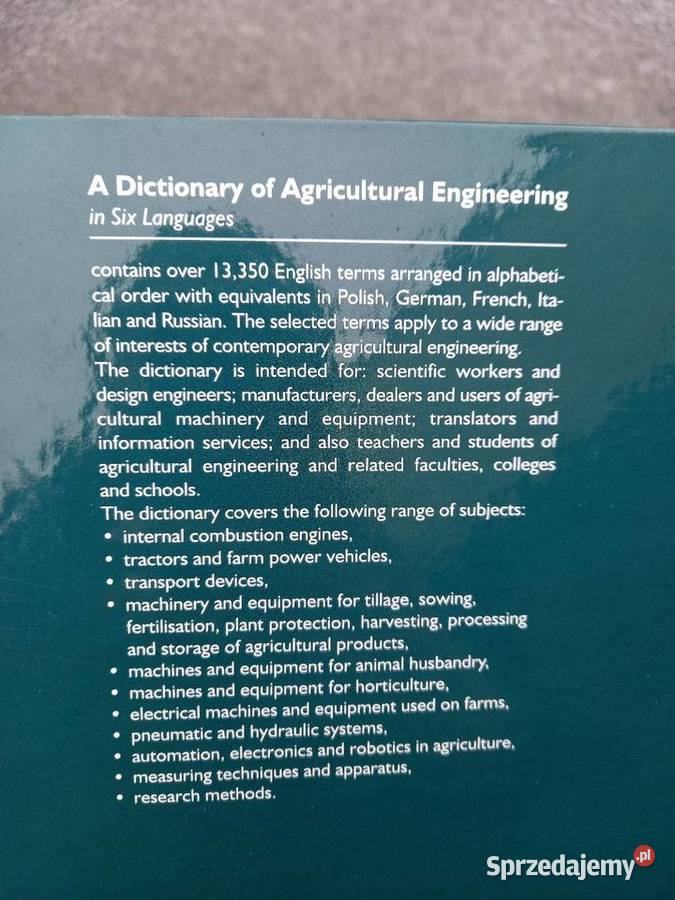 A Dictionary of Agricultural Engineering
in Six Languages
contains over 13,350 English terms arranged in alphabeti-
cal order with equivalents in Polish, German, French, Ita-
lian and Russian. The selected terms apply to a wide range
of interests of contemporary agricultural engineering.
The dictionary is intended for: scientific workers and
design engineers; manufacturers, dealers and users of agri-
cultural machinery and equipment; translators and
information services; and also teachers and students of
agricultural engineering and related faculties, colleges
and schools.
The dictionary covers the following range of subjects:
• internal combustion engines,
• tractors and farm power vehicles,
• transport devices,
• machinery and equipment for tillage, sowing,
fertilisation, plant protection, harvesting, processing
and storage of agricultural products,
• machines and equipment for animal husbandry,
• machines and equipment for horticulture,
• electrical machines and equipment used on farms,
• pneumatic and hydraulic systems,
• automation, electronics and robotics in agriculture,
• measuring techniques and apparatus,
• research methods.
Sprzedajemy.pl